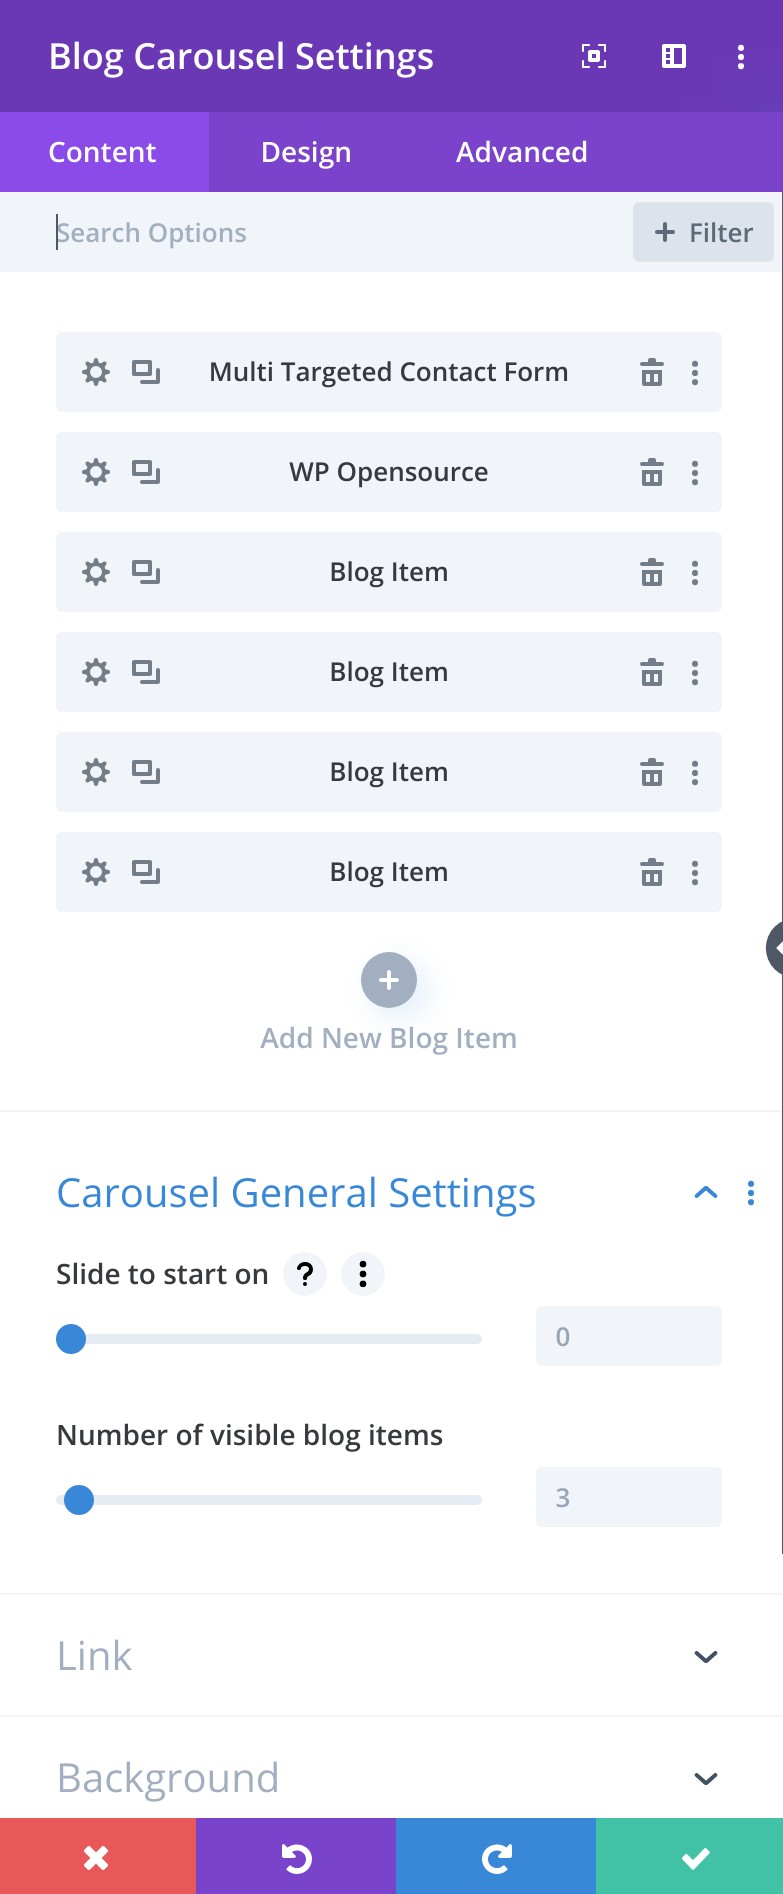 Blog Carousel Settings
Content Design Advanced
Search Options + Filter
Multi Targeted Contact Form
WP Opensource
Blog Item
Blog Item
Blog Item
Blog Item
Add New Blog Item
Carousel General Settings
Slide to start on ?
0
Number of visible blog items
3
Link
Background